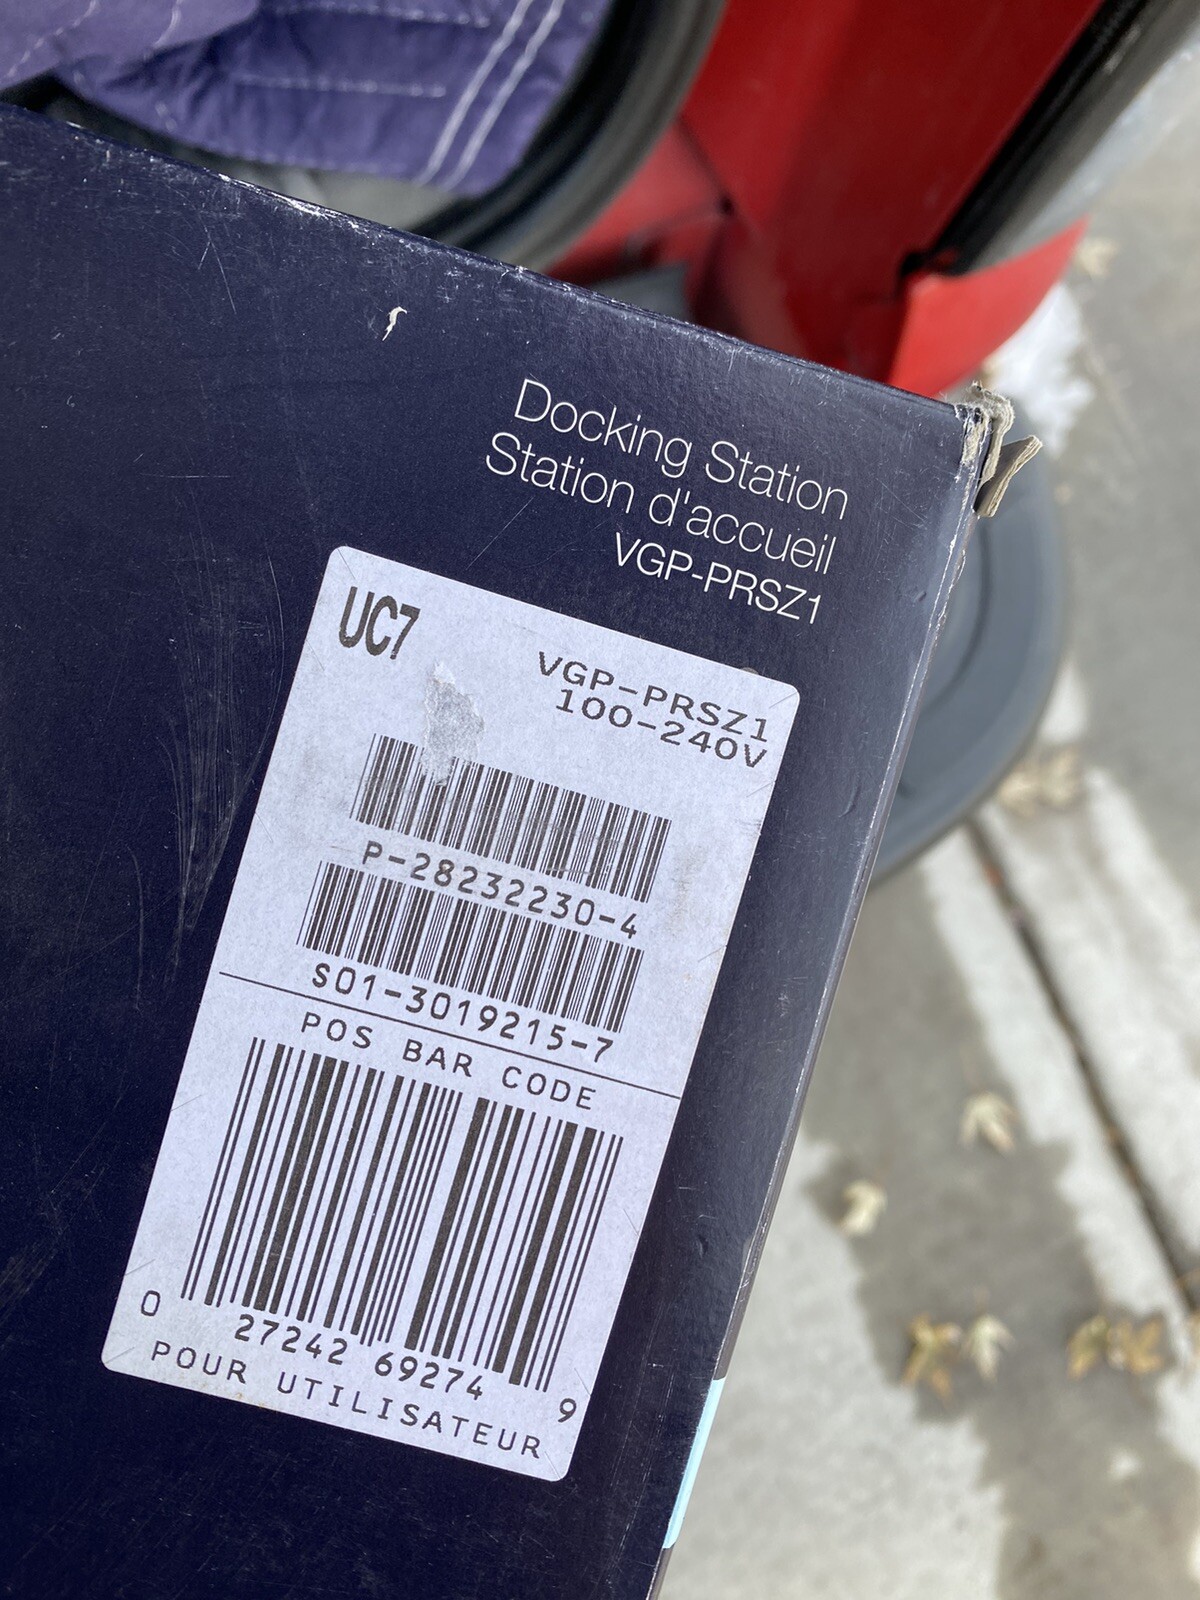 Docking Station
Station d'accueil
VGP-PRSZ1
UC7
VGP-PRSZ1
100-240V
P-28232230-4
S01-3019215-7
POS BAR CODE
0 27242 69274 9
POUR UTILISATEUR